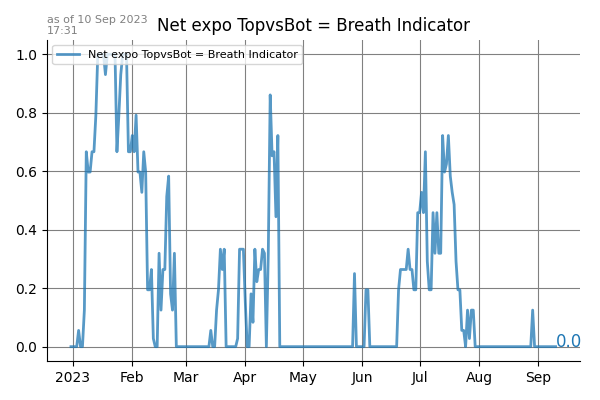 as of 10 Sep 2023
17:31
Net expo TopvsBot = Breath Indicator
Net expo TopvsBot = Breath Indicator
1.0
0.8
0.6
0.4
0.2
0.0
0.0
2023 Feb Mar Apr May Jun Jul Aug Sep